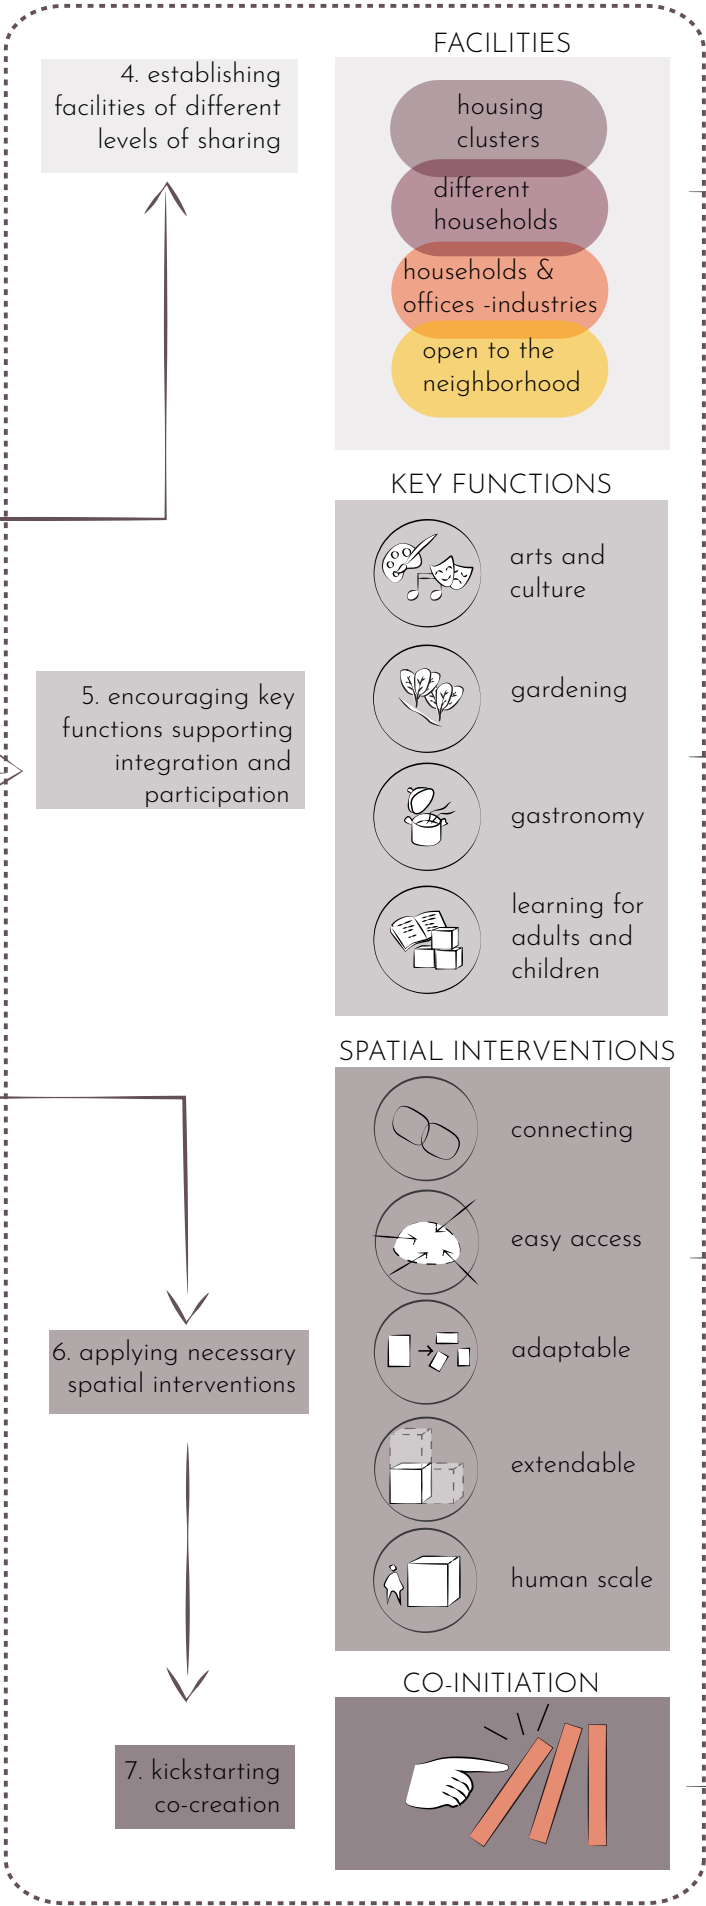 FACILITIES
4. establishing
facilities of different
levels of sharing
housing
clusters
different
households
households &
offices -industries
open to the
neighborhood
KEY FUNCTIONS
arts and
culture
gardening
5. encouraging key
functions supporting
integration and
participation
gastronomy
learning for
adults and
children
SPATIAL INTERVENTIONS
connecting
easy access
6. applying necessary
spatial interventions
adaptable
extendable
human scale
CO-INITIATION
7. kickstarting
co-creation